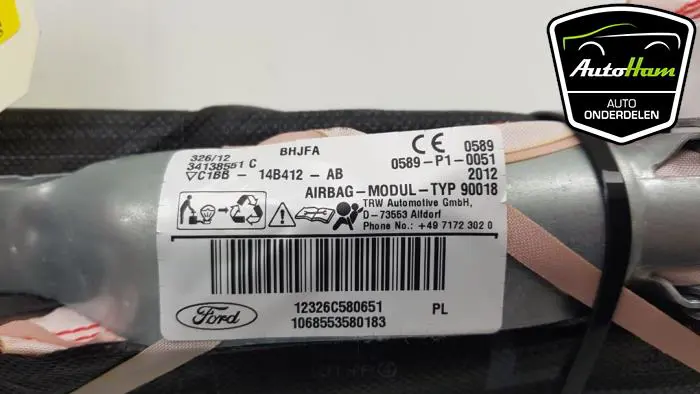 AutoHam
AUTO
ONDERDELEN
326/12
BHJFA
CE 0589
34138551 C
0589-P1-0051
C1BB - 14B412 - AB
2012
AIRBAG-MODUL-TYP 90018
TRW Automotive GmbH,
D - 73553 Alfdorf
Phone No.: +49 7172 302 0
12326C580651
PL
Ford
1068553580183